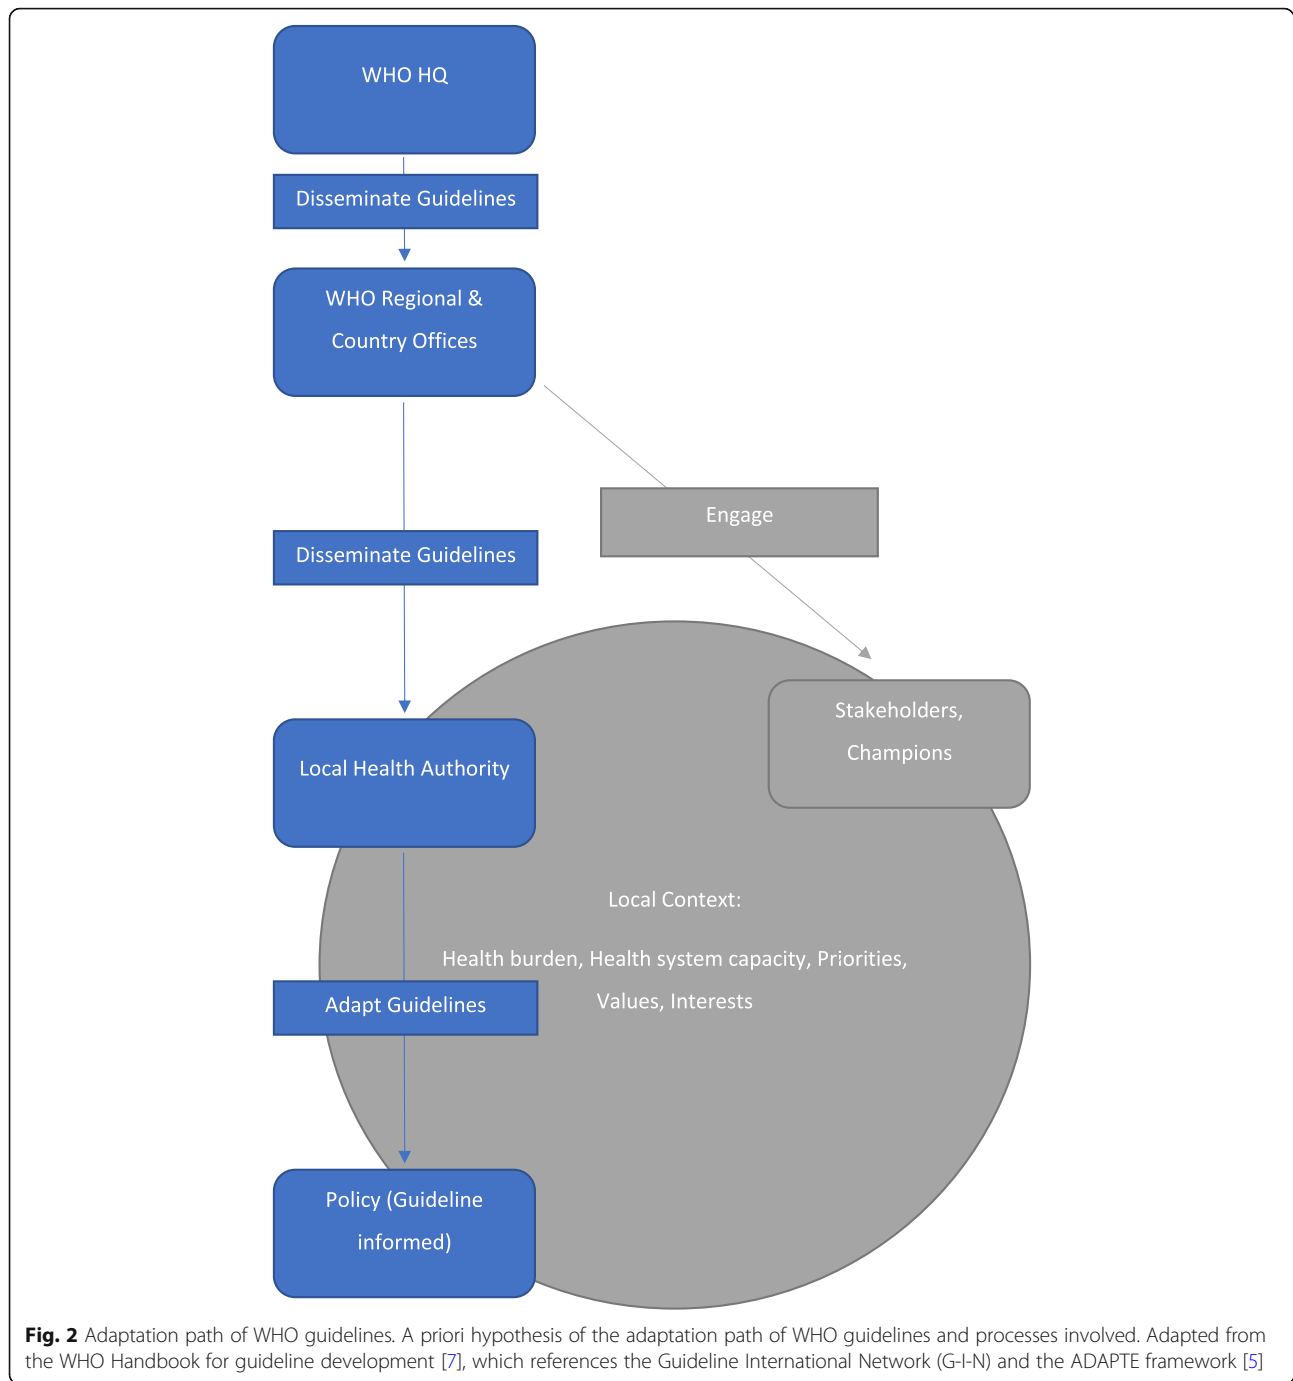 WHO HQ
Disseminate Guidelines
WHO Regional &
Country Offices
Engage
Disseminate Guidelines
Stakeholders,
Champions
Local Health Authority
Local Context:
Health burden, Health system capacity, Priorities,
Values, Interests
Adapt Guidelines
Policy (Guideline
informed)
Fig. 2 Adaptation path of WHO guidelines. A priori hypothesis of the adaptation path of WHO guidelines and processes involved. Adapted from
the WHO Handbook for guideline development [7], which references the Guideline International Network (G-I-N) and the ADAPTE framework [5]